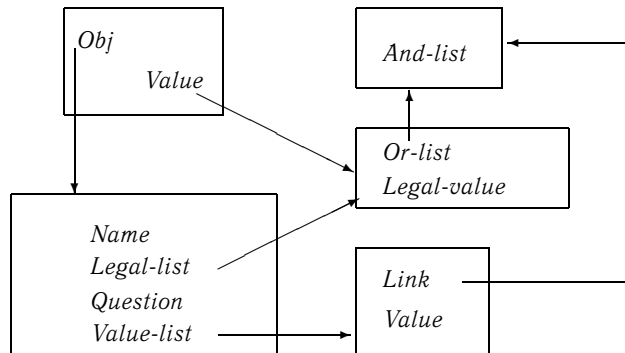 Obj
Value
And-list
Or-list
Legal-value
Name
Legal-list
Question
Value-list
Link
Value